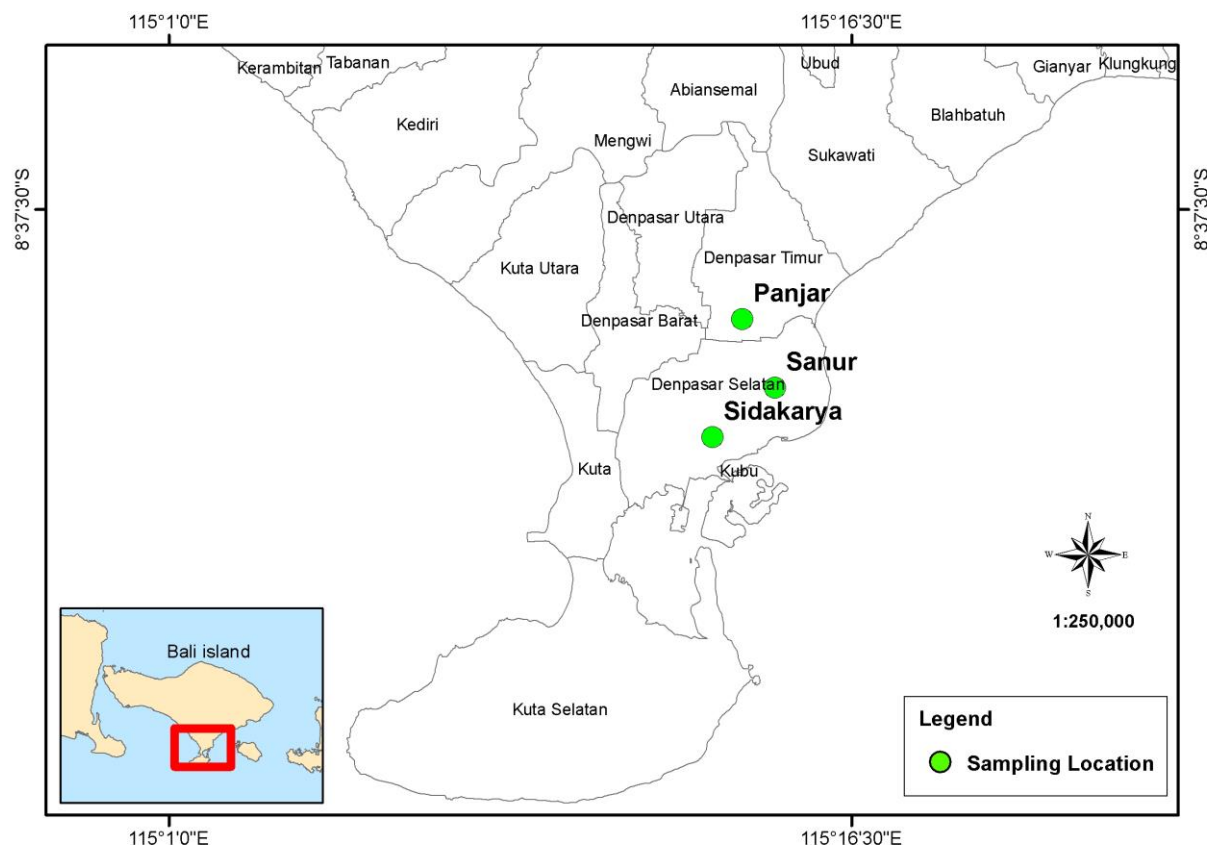 115°1'0"E
115°16'30"E
Kerambitan
Tabanan
Ubud
Gianyar
Klungkung
Abiansemal
Blahbatuh
Kediri
Mengwi
Sukawati
8°37'30"S
8°37'30"S
Denpasar Utara
Denpasar Timur
Kuta Utara
Panjar
Denpasar Barat
Sanur
Denpasar Selatan
Sidakarya
Kuta
Kubu
N
W
E
S
1:250,000
Bali island
Kuta Selatan
Legend
Sampling Location
115°1'0"E
115°16'30"E